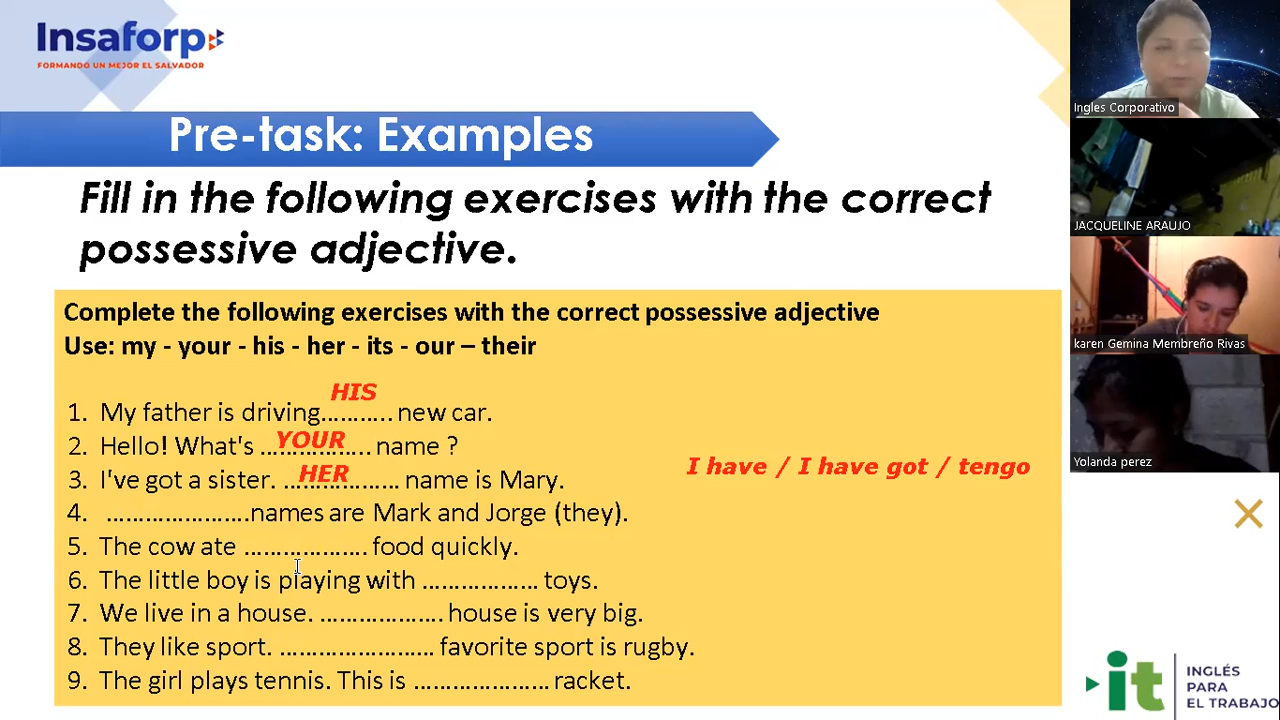 Insaforp
FORMANDO UN MEJOR EL SALVADOR
Pre-task: Examples
Fill in the following exercises with the correct
possessive adjective.
Complete the following exercises with the correct possessive adjective
Use: my - your - his - her - its - our – their
HIS
1. My father is driving.......... new car.
YOUR
2. Hello! What's ................. name ?
HER
3. I've got a sister. .................. name is Mary.
I have / I have got / tengo
4. ......................names are Mark and Jorge (they).
5. The cow ate ................... food quickly.
6. The little boy is playing with .................. toys.
7. We live in a house. ................... house is very big.
8. They like sport. ........................ favorite sport is rugby.
9. The girl plays tennis. This is ..................... racket.
Ingles Corporativo
JACQUELINE ARAUJO
karen Gemina Membreño Rivas
Yolanda perez
it
INGLÉS
PARA
EL TRABAJO